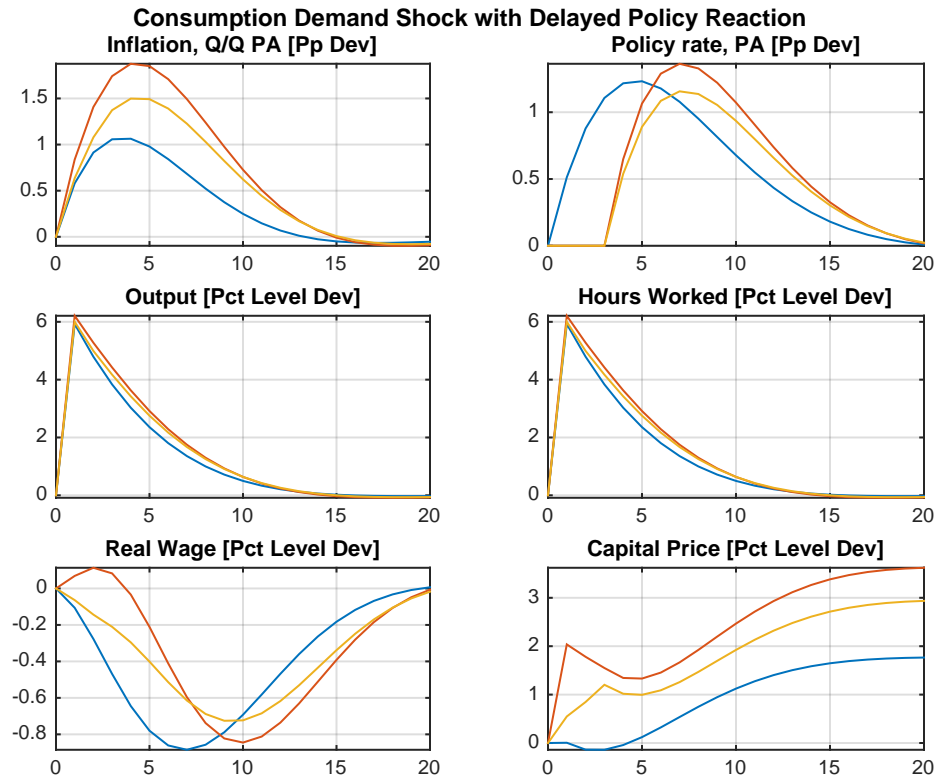 Consumption Demand Shock with Delayed Policy Reaction
Inflation, Q/Q PA [Pp Dev]
1.5
1
0.5
0
0 5 10 15 20
Policy rate, PA [Pp Dev]
1
0.5
0
0 5 10 15 20
Output [Pct Level Dev]
6
4
2
0
0 5 10 15 20
Hours Worked [Pct Level Dev]
6
4
2
0
0 5 10 15 20
Real Wage [Pct Level Dev]
0
-0.2
-0.4
-0.6
-0.8
0 5 10 15 20
Capital Price [Pct Level Dev]
3
2
1
0
0 5 10 15 20